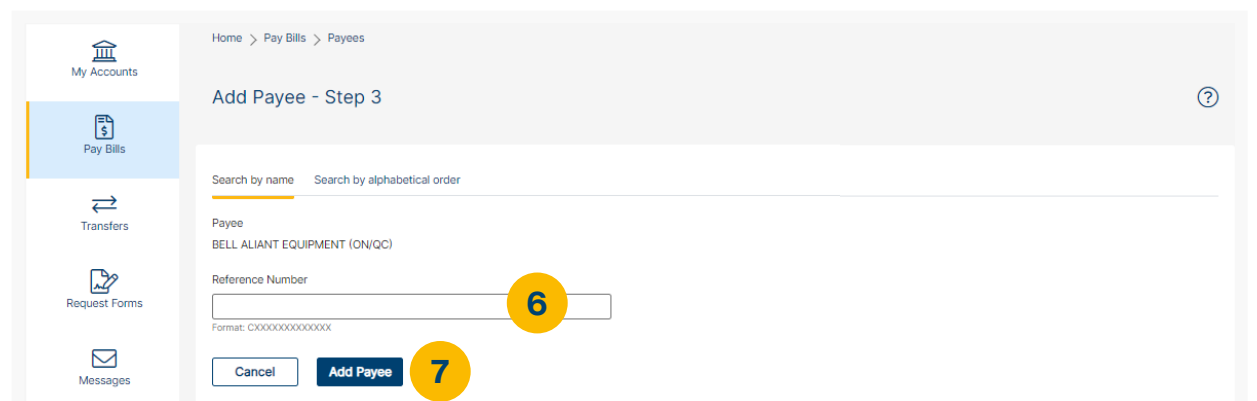 Home > Pay Bills > Payees
My Accounts
Add Payee - Step 3
?
$
Pay Bills
Search by name Search by alphabetical order
Transfers
Payee
BELL ALIANT EQUIPMENT (ON/QC)
Reference Number
Request Forms
6
Format: CXXXXXXXXXXXXX
Cancel Add Payee 7
Messages